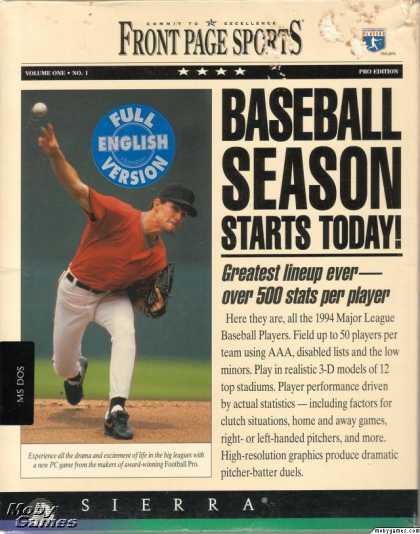 COMMIT TO EXCELLENCE
FRONT PAGE SPORTS
VOLUME ONE • NO. 1
PRO EDITION
FULL
ENGLISH
VERSION
BASEBALL
SEASON
STARTS TODAY!
Greatest lineup ever—
over 500 stats per player
Here they are, all the 1994 Major League
Baseball Players. Field up to 50 players per
team using AAA, disabled lists and the low
minors. Play in realistic 3-D models of 12
top stadiums. Player performance driven
by actual statistics — including factors for
clutch situations, home and away games,
right- or left-handed pitchers, and more.
High-resolution graphics produce dramatic
pitcher-batter duels.
MS DOS
Experience all the drama and excitement of life in the big leagues with
a new PC game from the makers of award-winning Football Pro.
SIERRA®
Moby
Games
www.mobygames.com